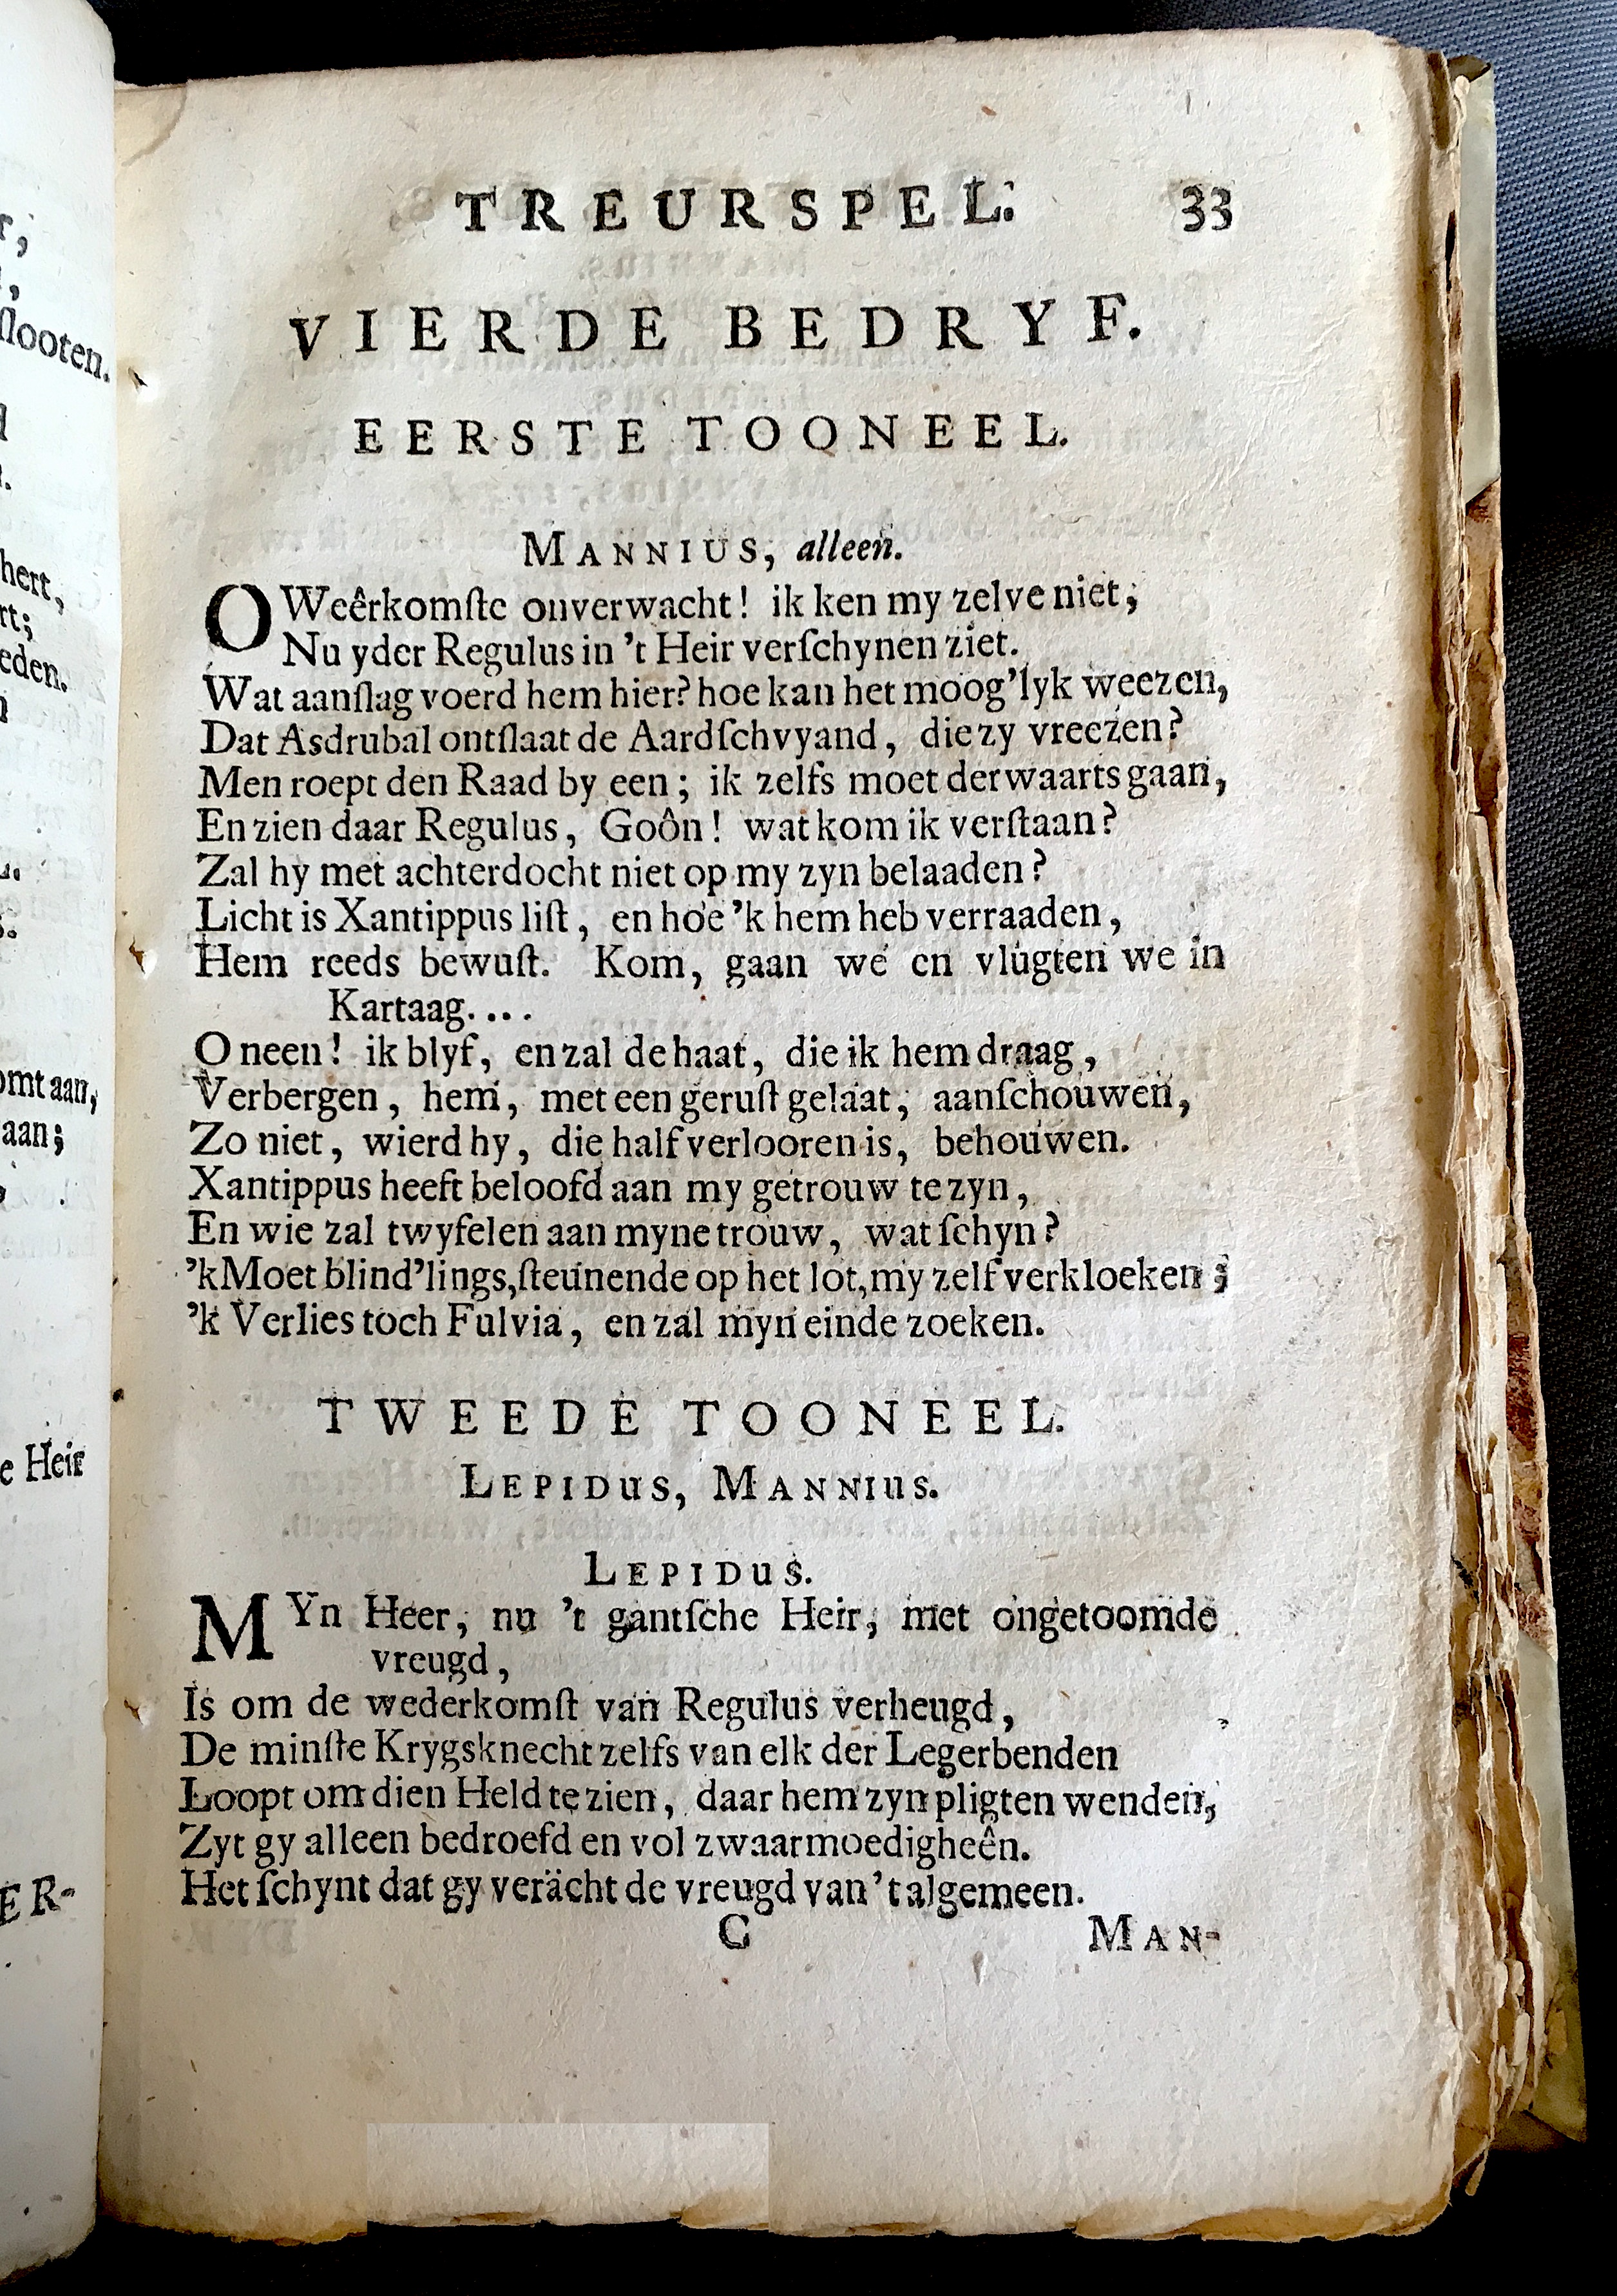 r,
,
ſlooten.
hert,
rt;
eden.
omt aan,
aan;
e Heir
ER-
TREURSPEL. 33
VIERDE BEDRYF.
EERSTE TOONEEL.
MANNIUS, alleen.
O Weêrkomſte onverwacht! ik ken my zelve niet;
Nu yder Regulus in 't Heir verſchynen ziet.
Wat aanſlag voerd hem hier? hoe kan het moog'lyk weezen,
Dat Asdrubal ontſlaat de Aardſchvyand, die zy vreezen?
Men roept den Raad by een; ik zelfs moet derwaarts gaan,
En zien daar Regulus, Goôn! wat kom ik verſtaan?
Zal hy met achterdocht niet op my zyn belaaden?
Licht is Xantippus liſt, en hoe 'k hem heb verraaden,
Hem reeds bewuſt. Kom, gaan we en vlugten we in
Kartaag....
O neen! ik blyf, en zal de haat, die ik hem draag,
Verbergen, hem, met een geruſt gelaat, aanſchouwen,
Zo niet, wierd hy, die half verlooren is, behouwen.
Xantippus heeft beloofd aan my getrouw te zyn,
En wie zal twyfelen aan myne trouw, wat ſchyn?
'k Moet blind'lings, ſteunende op het lot, my zelf verkloeken;
'k Verlies toch Fulvia, en zal myn einde zoeken.
TWEEDE TOONEEL.
LEPIDUS, MANNIUS.
LEPIDUS.
MYn Heer, nu 't gantſche Heir, met ongetoomde
vreugd,
Is om de wederkomſt van Regulus verheugd,
De minſte Krygsknecht zelfs van elk der Legerbenden
Loopt om dien Held te zien, daar hem zyn pligten wenden,
Zyt gy alleen bedroefd en vol zwaarmoedigheên.
Het ſchynt dat gy veràcht de vreugd van 't algemeen.
C MAN-